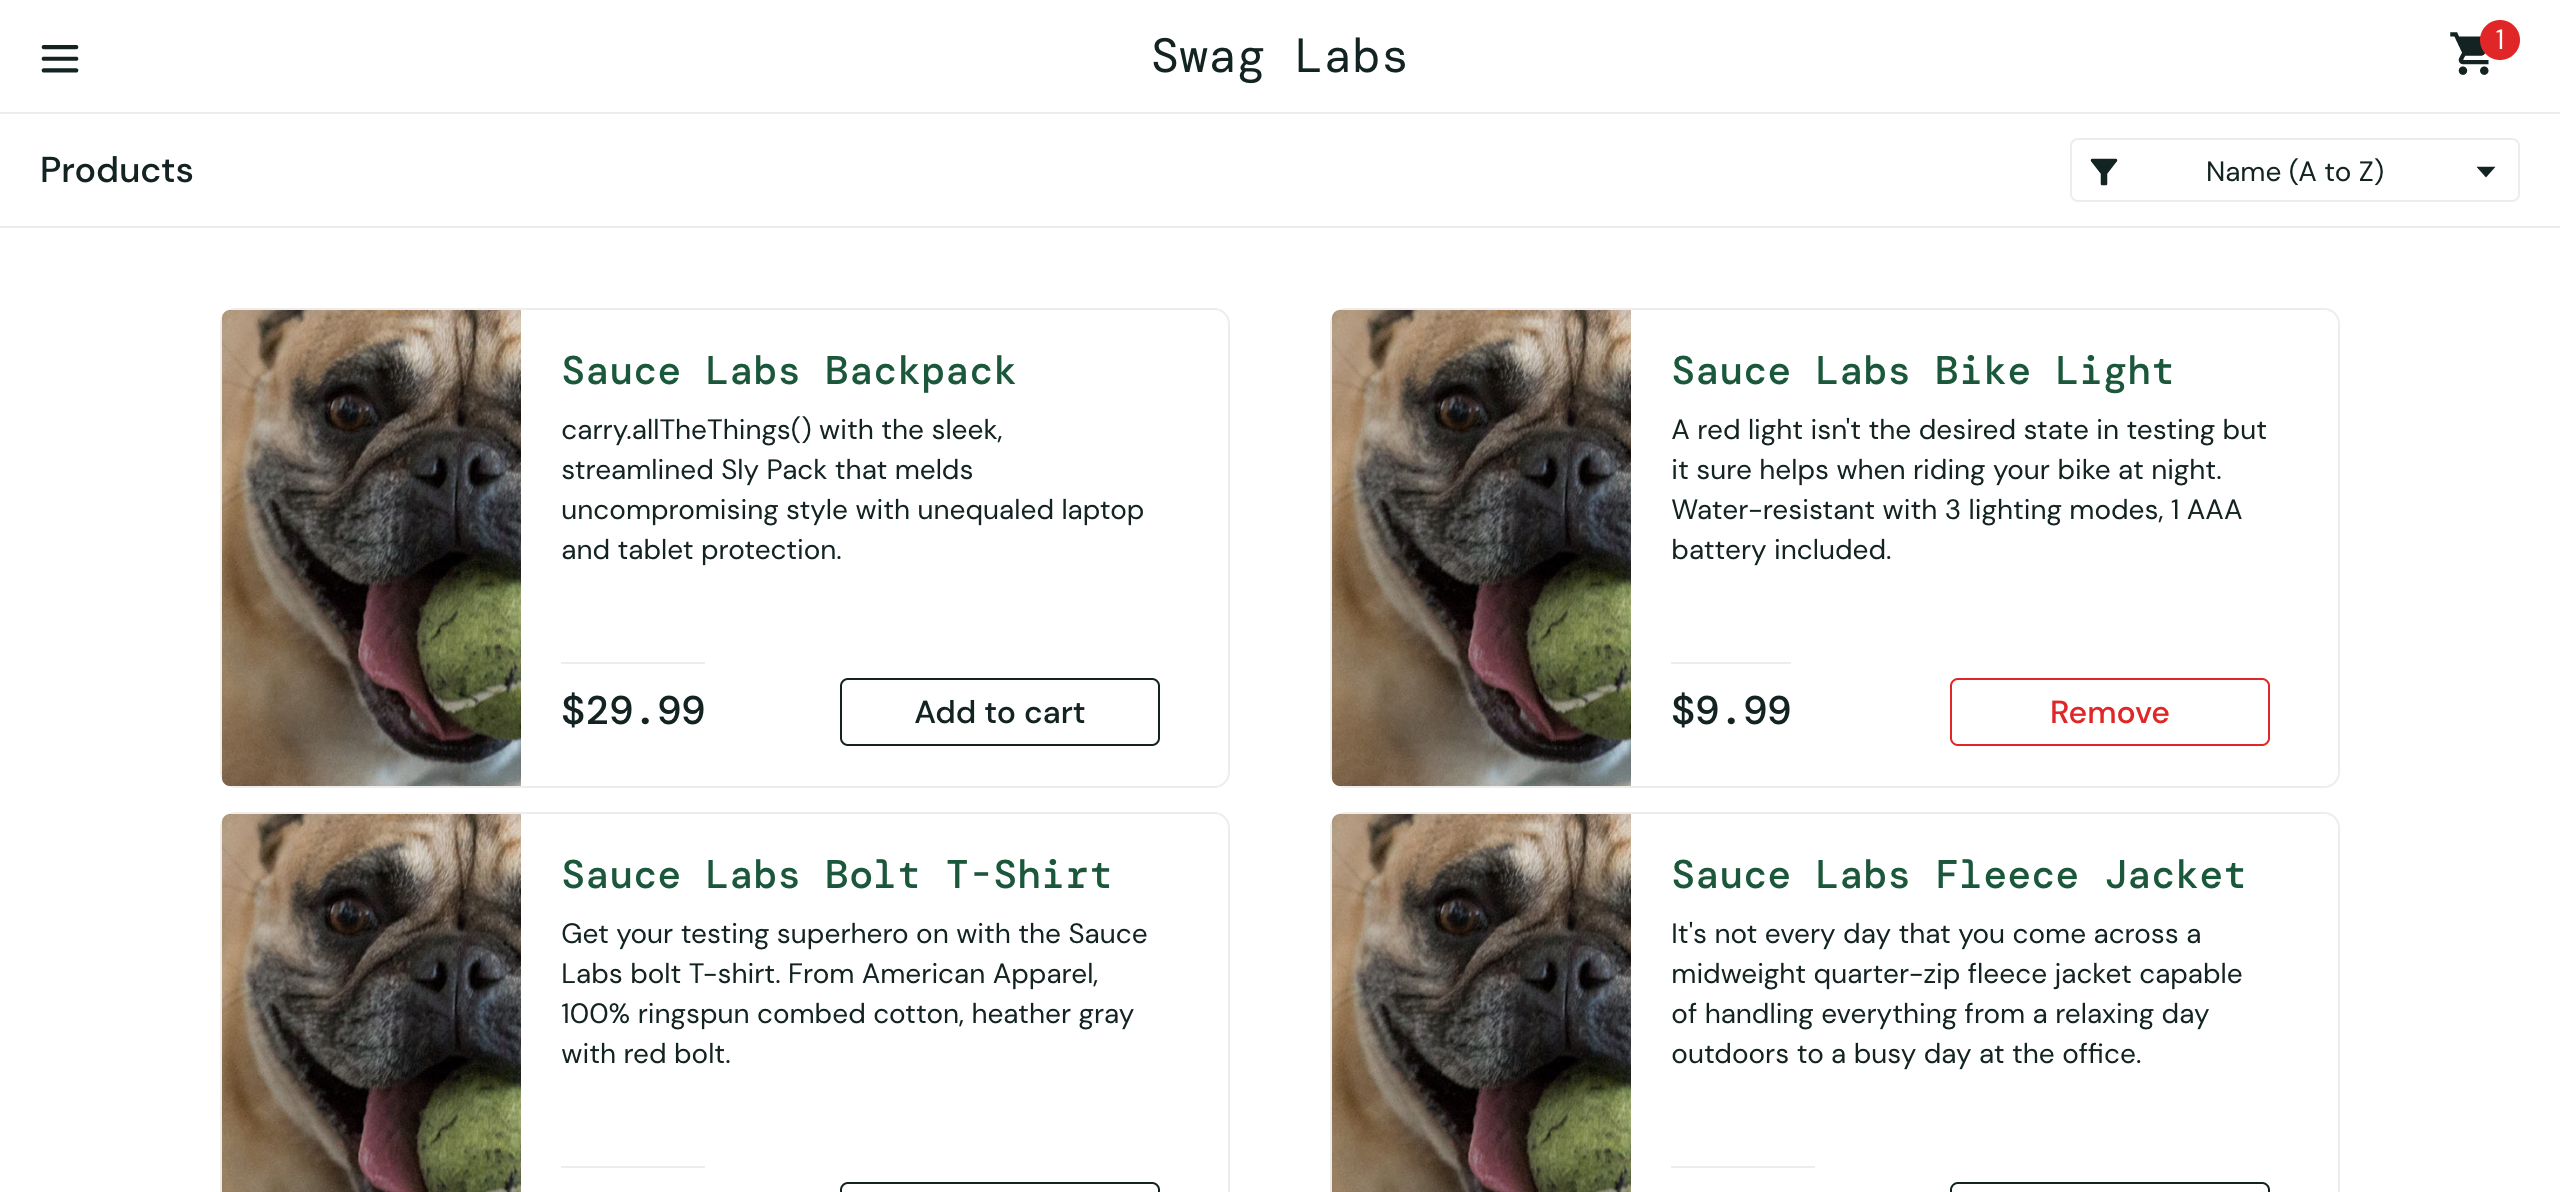 Swag Labs
1
Products
Name (A to Z)
Sauce Labs Backpack
carry.allTheThings() with the sleek,
streamlined Sly Pack that melds
uncompromising style with unequaled laptop
and tablet protection.
$29.99
Add to cart
Sauce Labs Bike Light
A red light isn't the desired state in testing but
it sure helps when riding your bike at night.
Water-resistant with 3 lighting modes, 1 AAA
battery included.
$9.99
Remove
Sauce Labs Bolt T-Shirt
Get your testing superhero on with the Sauce
Labs bolt T-shirt. From American Apparel,
100% ringspun combed cotton, heather gray
with red bolt.
Sauce Labs Fleece Jacket
It's not every day that you come across a
midweight quarter-zip fleece jacket capable
of handling everything from a relaxing day
outdoors to a busy day at the office.